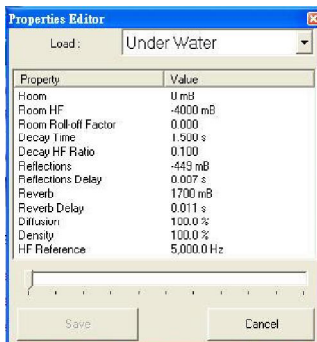 Properties Editor
Load : Under Water
Property Value
Room 0 mB
Room HF -4000 mB
Room Roll-off Factor 0.000
Decay Time 1.500 s
Decay HF Ratio 0.100
Reflections -449 mB
Reflections Delay 0.007 s
Reverb 1700 mB
Reverb Delay 0.011 s
Diffusion 100.0 %
Density 100.0 %
HF Reference 5,000.0 Hz
Save Cancel